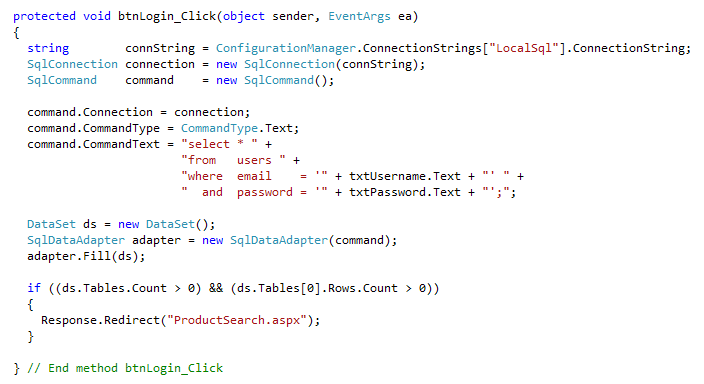 protected void btnLogin_Click(object sender, EventArgs ea)
{
  string        connString = ConfigurationManager.ConnectionStrings["LocalSql"].ConnectionString;
  SqlConnection connection = new SqlConnection(connString);
  SqlCommand    command    = new SqlCommand();

  command.Connection = connection;
  command.CommandType = CommandType.Text;
  command.CommandText = "select * " +
                        "from   users " +
                        "where  email    = '" + txtUsername.Text + "' " +
                        "  and  password = '" + txtPassword.Text + "';";

  DataSet ds = new DataSet();
  SqlDataAdapter adapter = new SqlDataAdapter(command);
  adapter.Fill(ds);

  if ((ds.Tables.Count > 0) && (ds.Tables[0].Rows.Count > 0))
  {
    Response.Redirect("ProductSearch.aspx");
  }

} // End method btnLogin_Click